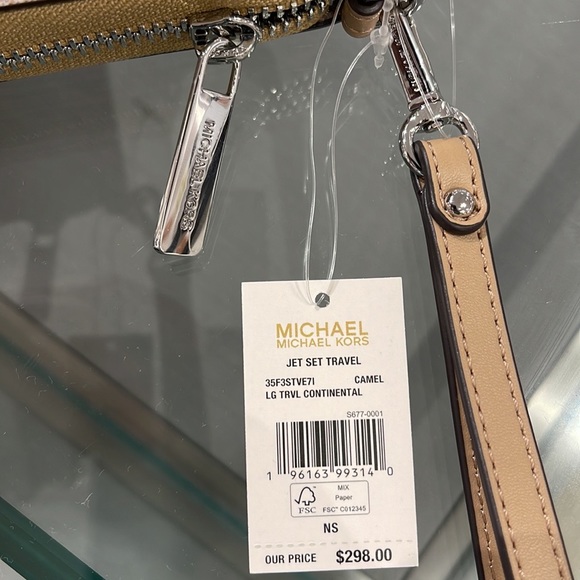 MICHAEL KORS
MICHAEL
MICHAEL KORS
JET SET TRAVEL
35F3STVE7I CAMEL
LG TRVL CONTINENTAL
S677-0001
1 96163 99314 0
FSC
MIX
Paper
FSC™ C012345
NS
OUR PRICE $298.00